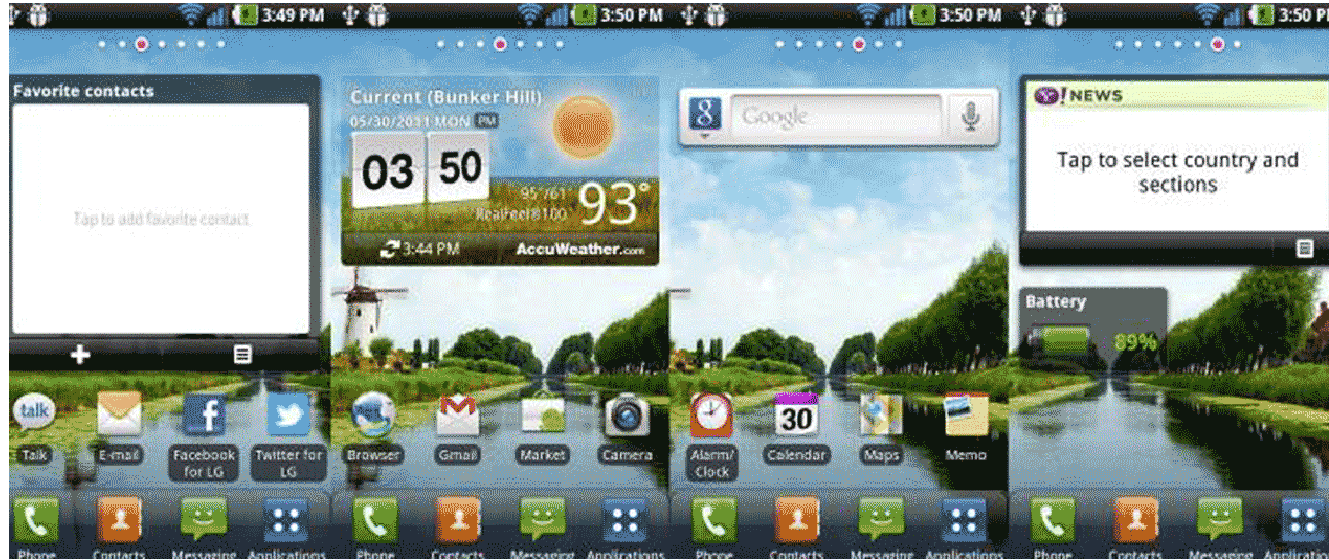 3:49 PM
Favorite contacts
Tap to add favorite contact
talk
Talk
E-mail
Facebook for LG
Twitter for LG
Phone
Contacts
Messaging
Applications
3:50 PM
Current (Bunker Hill)
05/30/2011 MON PM
03 50
95°/61°
RealFeel®100
93°
3:44 PM
AccuWeather.com
Browser
Gmail
Market
Camera
Phone
Contacts
Messaging
Applications
3:50 PM
Google
30
Alarm/
Clock
Calendar
Maps
Memo
Phone
Contacts
Messaging
Applications
3:50 P
Y! NEWS
Tap to select country and
sections
Battery
89%
Phone
Contacts
Messaging
Applicatio